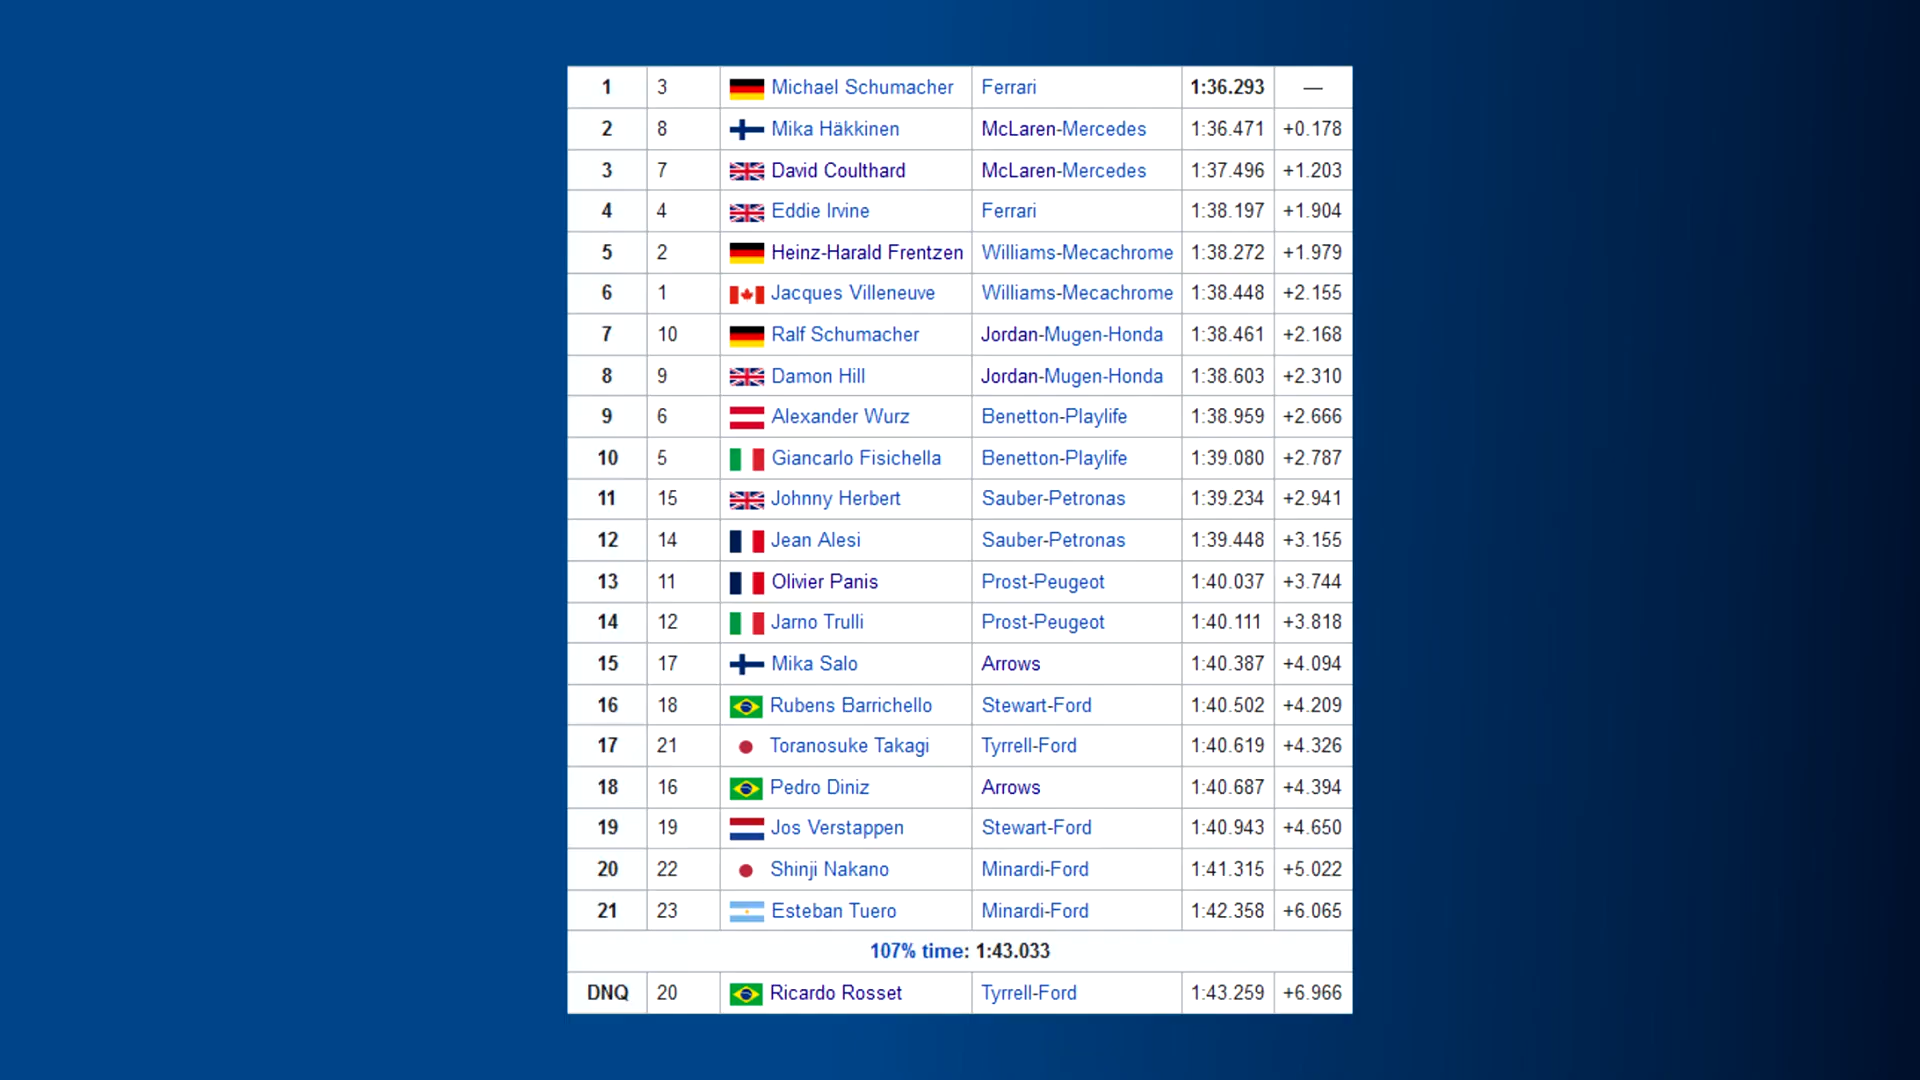 1 3 Michael Schumacher Ferrari 1:36.293 —
2 8 Mika Häkkinen McLaren-Mercedes 1:36.471 +0.178
3 7 David Coulthard McLaren-Mercedes 1:37.496 +1.203
4 4 Eddie Irvine Ferrari 1:38.197 +1.904
5 2 Heinz-Harald Frentzen Williams-Mecachrome 1:38.272 +1.979
6 1 Jacques Villeneuve Williams-Mecachrome 1:38.448 +2.155
7 10 Ralf Schumacher Jordan-Mugen-Honda 1:38.461 +2.168
8 9 Damon Hill Jordan-Mugen-Honda 1:38.603 +2.310
9 6 Alexander Wurz Benetton-Playlife 1:38.959 +2.666
10 5 Giancarlo Fisichella Benetton-Playlife 1:39.080 +2.787
11 15 Johnny Herbert Sauber-Petronas 1:39.234 +2.941
12 14 Jean Alesi Sauber-Petronas 1:39.448 +3.155
13 11 Olivier Panis Prost-Peugeot 1:40.037 +3.744
14 12 Jarno Trulli Prost-Peugeot 1:40.111 +3.818
15 17 Mika Salo Arrows 1:40.387 +4.094
16 18 Rubens Barrichello Stewart-Ford 1:40.502 +4.209
17 21 Toranosuke Takagi Tyrrell-Ford 1:40.619 +4.326
18 16 Pedro Diniz Arrows 1:40.687 +4.394
19 19 Jos Verstappen Stewart-Ford 1:40.943 +4.650
20 22 Shinji Nakano Minardi-Ford 1:41.315 +5.022
21 23 Esteban Tuero Minardi-Ford 1:42.358 +6.065
107% time: 1:43.033
DNQ 20 Ricardo Rosset Tyrrell-Ford 1:43.259 +6.966